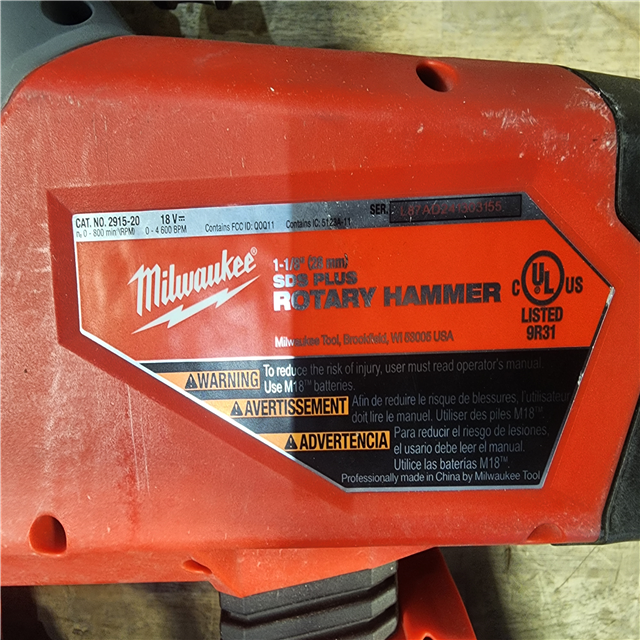 CAT. NO. 2915-20 18 V⎓
n₀ 0 - 800 min⁻¹(RPM) 0 - 4 600 BPM Contains FCC ID: QOQ11 Contains IC: 5123A-11
SER.
Milwaukee®
1-1/8" (28 mm)
SDS PLUS
ROTARY HAMMER
Milwaukee Tool, Brookfield, WI 53005 USA
C UL US
LISTED
9R31
WARNING To reduce the risk of injury, user must read operator's manual.
Use M18™ batteries.
AVERTISSEMENT Afin de reduire le risque de blessures, l'utilisateur
doit lire le manuel. Utiliser des piles M18™.
ADVERTENCIA Para reducir el riesgo de lesiones,
el usario debe leer el manual.
Utilice las baterías M18™.
Professionally made in China by Milwaukee Tool